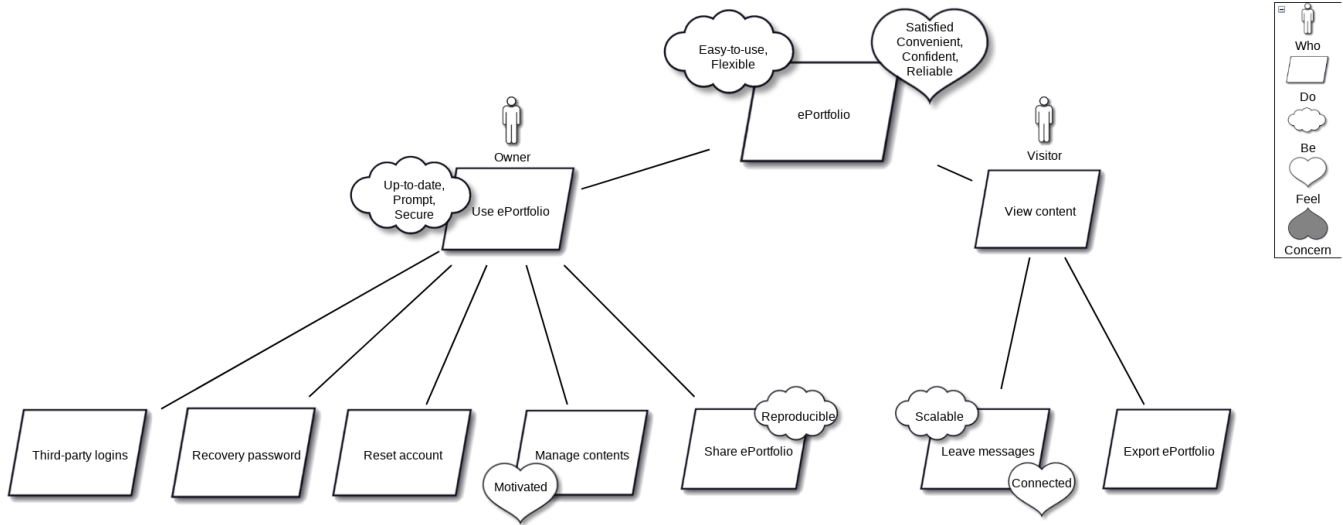 Easy-to-use,
Flexible
Satisfied
Convenient,
Confident,
Reliable
ePortfolio
Who
Do
Be
Feel
Concern
Owner
Visitor
Up-to-date,
Prompt,
Secure
Use ePortfolio
View content
Third-party logins
Recovery password
Reset account
Manage contents
Motivated
Share ePortfolio
Reproducible
Scalable
Leave messages
Connected
Export ePortfolio